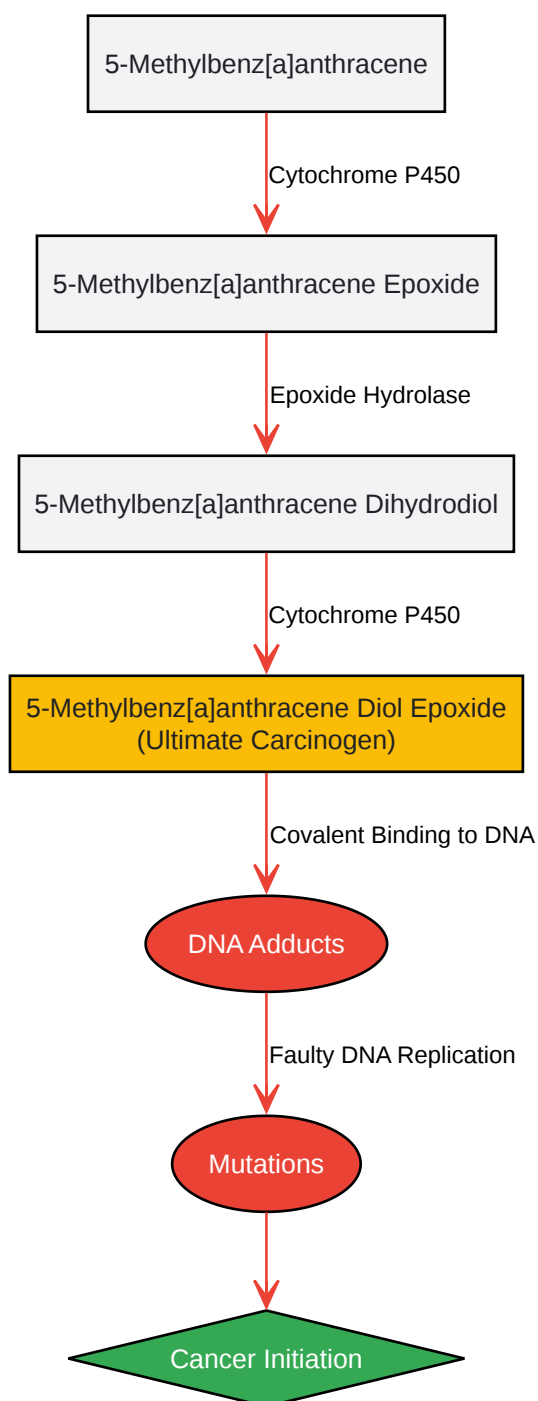 5-Methylbenz[a]anthracene
Cytochrome P450
5-Methylbenz[a]anthracene Epoxide
Epoxide Hydrolase
5-Methylbenz[a]anthracene Dihydrodiol
Cytochrome P450
5-Methylbenz[a]anthracene Diol Epoxide
(Ultimate Carcinogen)
Covalent Binding to DNA
DNA Adducts
Faulty DNA Replication
Mutations
Cancer Initiation